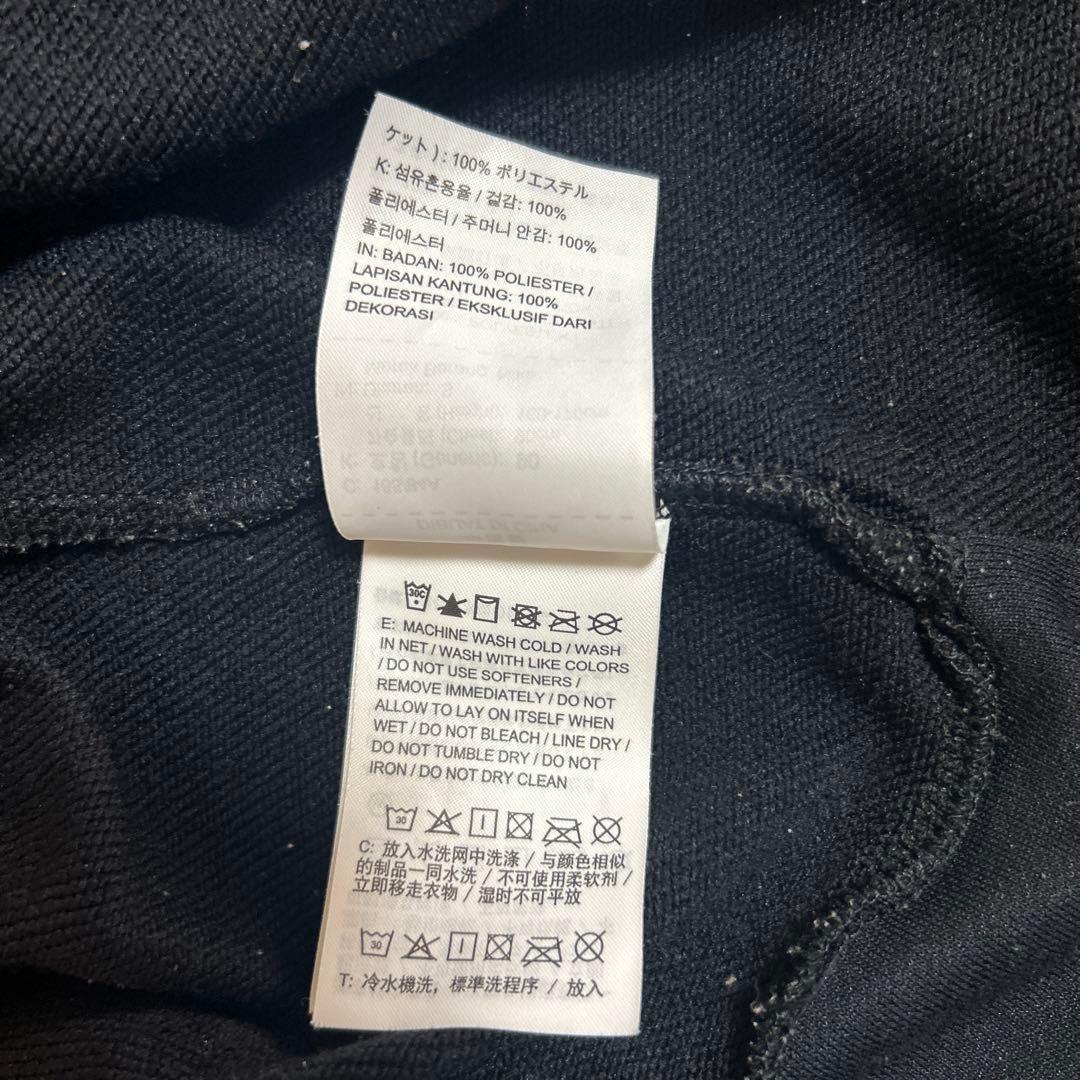 ケット) : 100% ポリエステル
K: 섬유혼용율 / 겉감: 100%
폴리에스터 / 주머니 안감: 100%
폴리에스터
IN: BADAN: 100% POLIESTER /
LAPISAN KANTUNG: 100%
POLIESTER / EKSKLUSIF DARI
DEKORASI
30C
E: MACHINE WASH COLD / WASH
IN NET / WASH WITH LIKE COLORS
/ DO NOT USE SOFTENERS /
REMOVE IMMEDIATELY / DO NOT
ALLOW TO LAY ON ITSELF WHEN
WET / DO NOT BLEACH / LINE DRY /
DO NOT TUMBLE DRY / DO NOT
IRON / DO NOT DRY CLEAN
30
C: 放入水洗网中洗涤 / 与颜色相似
的制品一同水洗 / 不可使用柔软剂 /
立即移走衣物 / 湿时不可平放
30
T: 冷水機洗，標準洗程序 / 放入